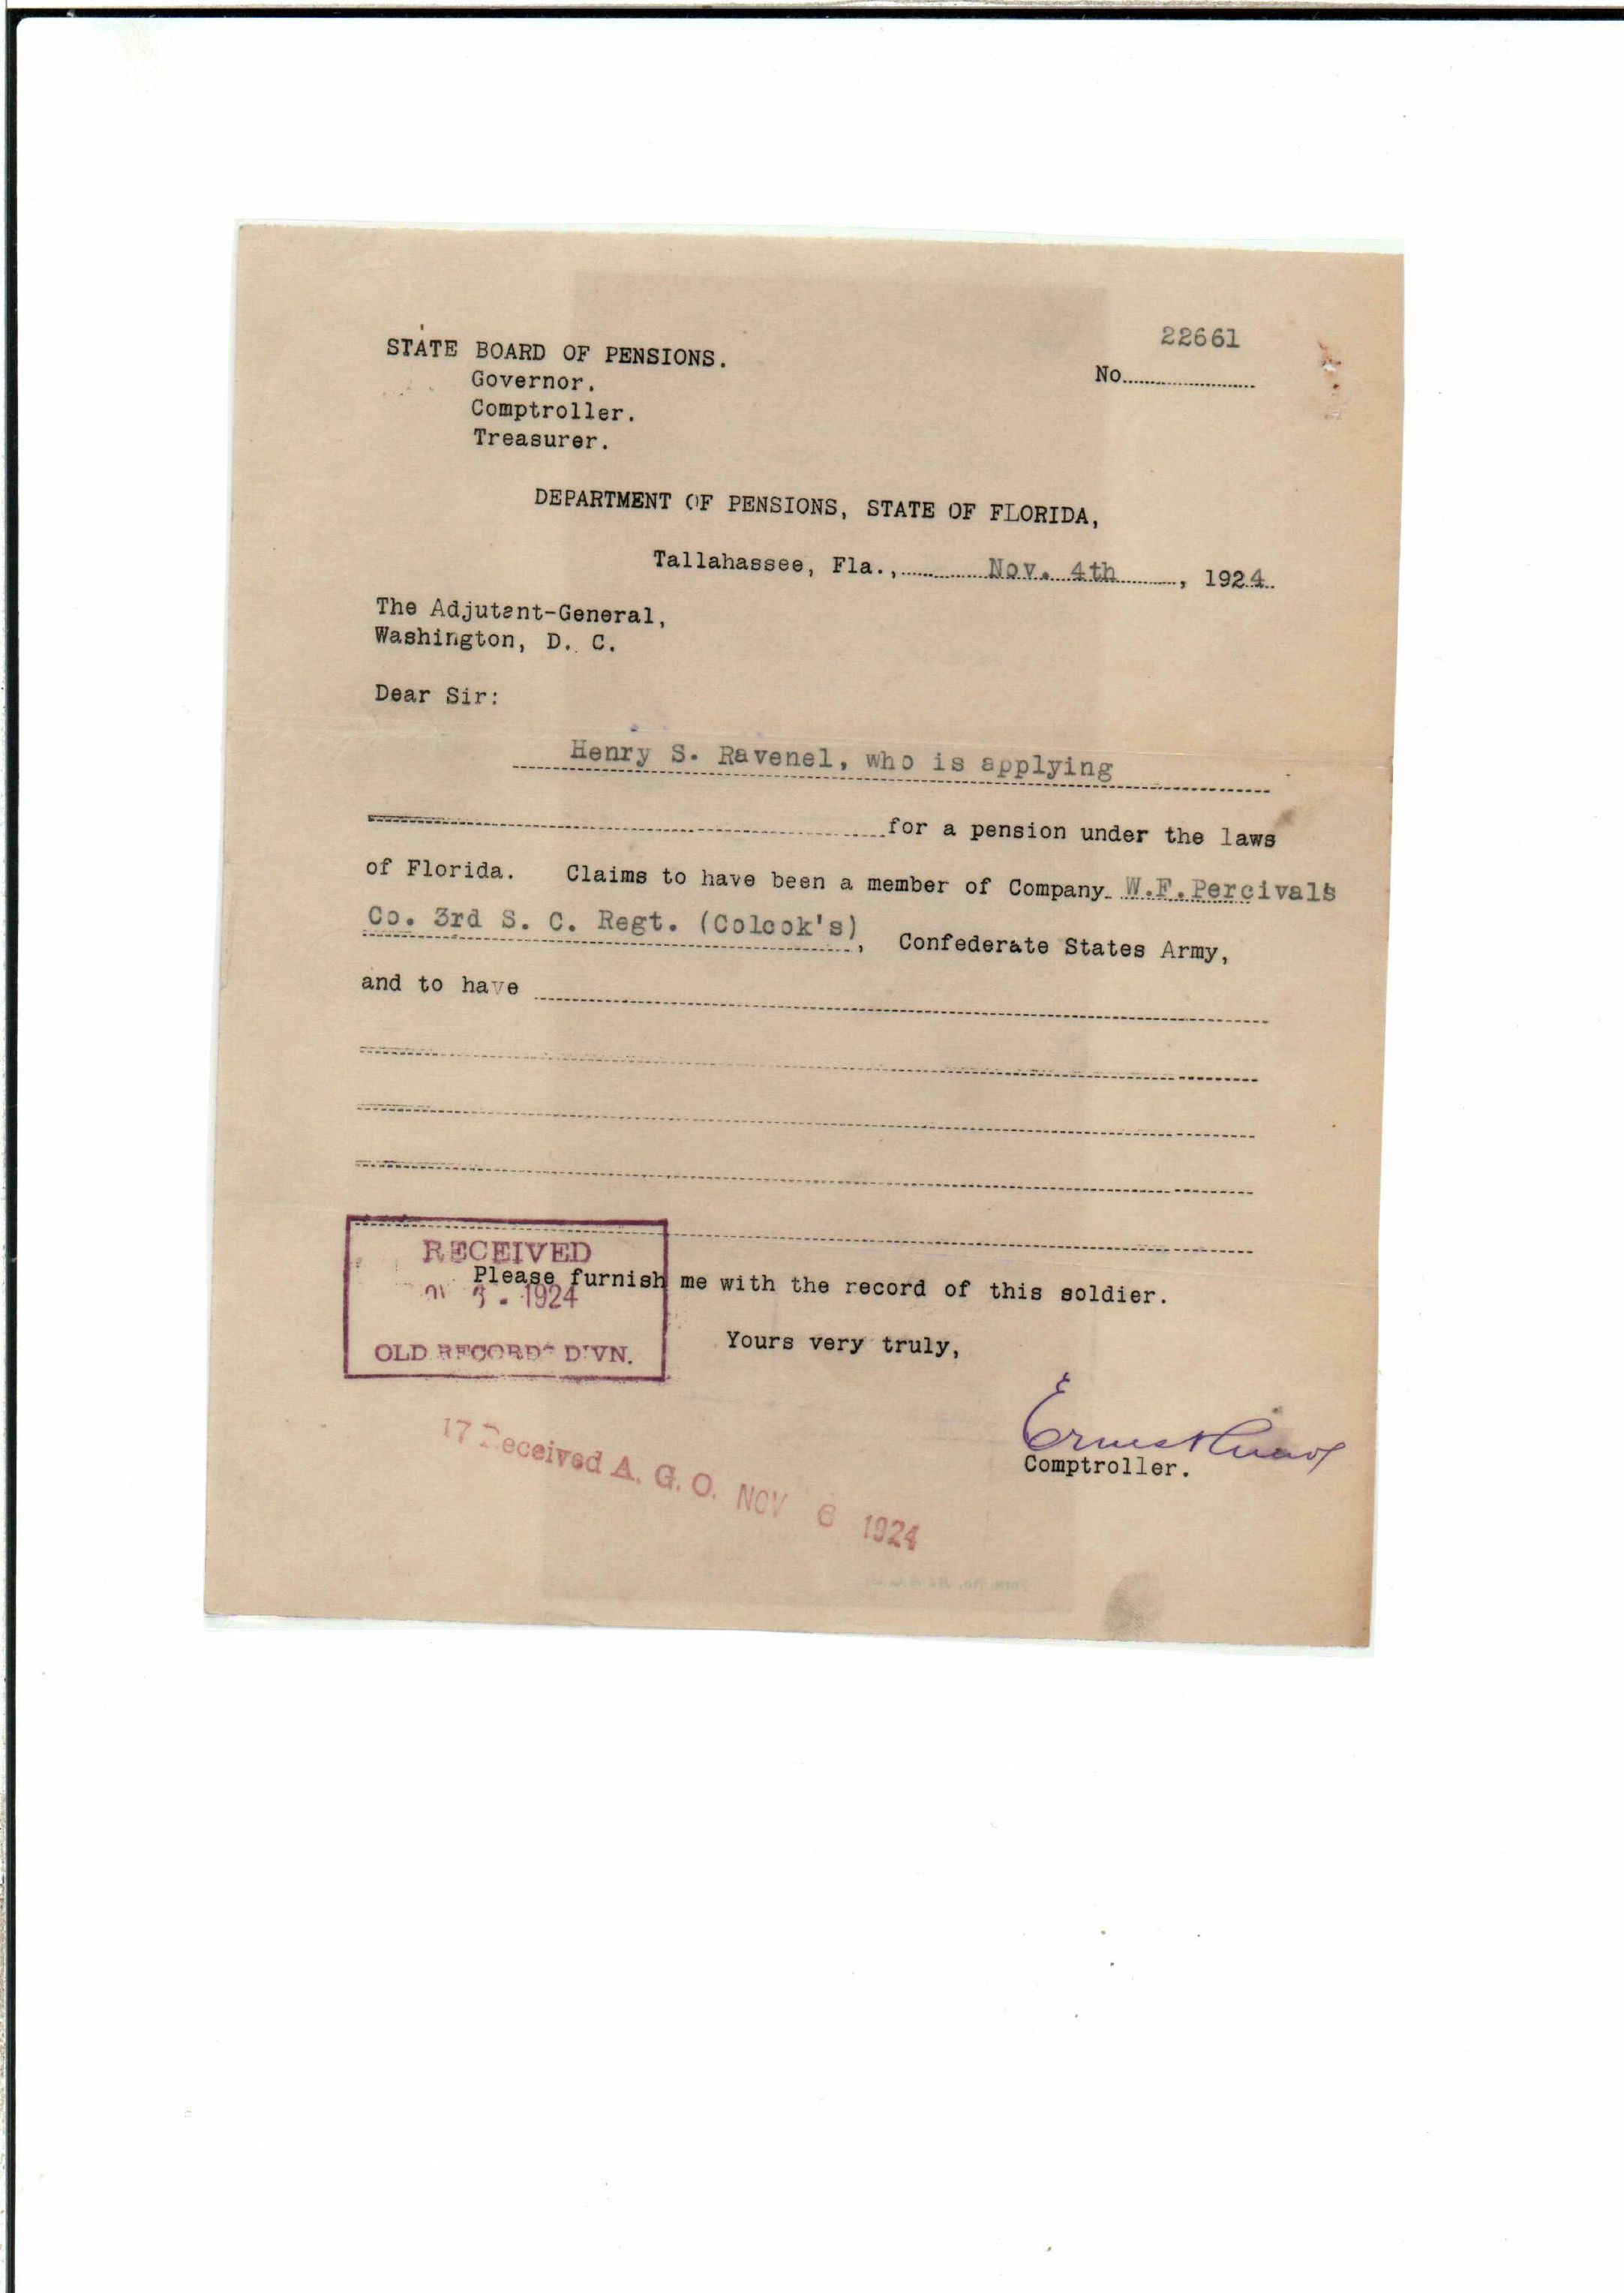 22661
STATE BOARD OF PENSIONS.
No
Governor.
Comptroller.
Treasurer.
DEPARTMENT OF PENSIONS, STATE OF FLORIDA,
Tallahassee, Fla., Nov. 4th, 1924
The Adjutant-General,
Washington, D. C.
Dear Sir:
Henry S. Ravenel, who is applying
for a pension under the laws
of Florida. Claims to have been a member of Company W.F.Percivals
Co. 3rd S. C. Regt. (Colcok's), Confederate States Army,
and to have
RECEIVED
Please furnish me with the record of this soldier.
1924
Yours very truly,
OLD RECORDS DIVN.
Ernest
Comptroller.
17 Received A. G. O. NOV 6 1924